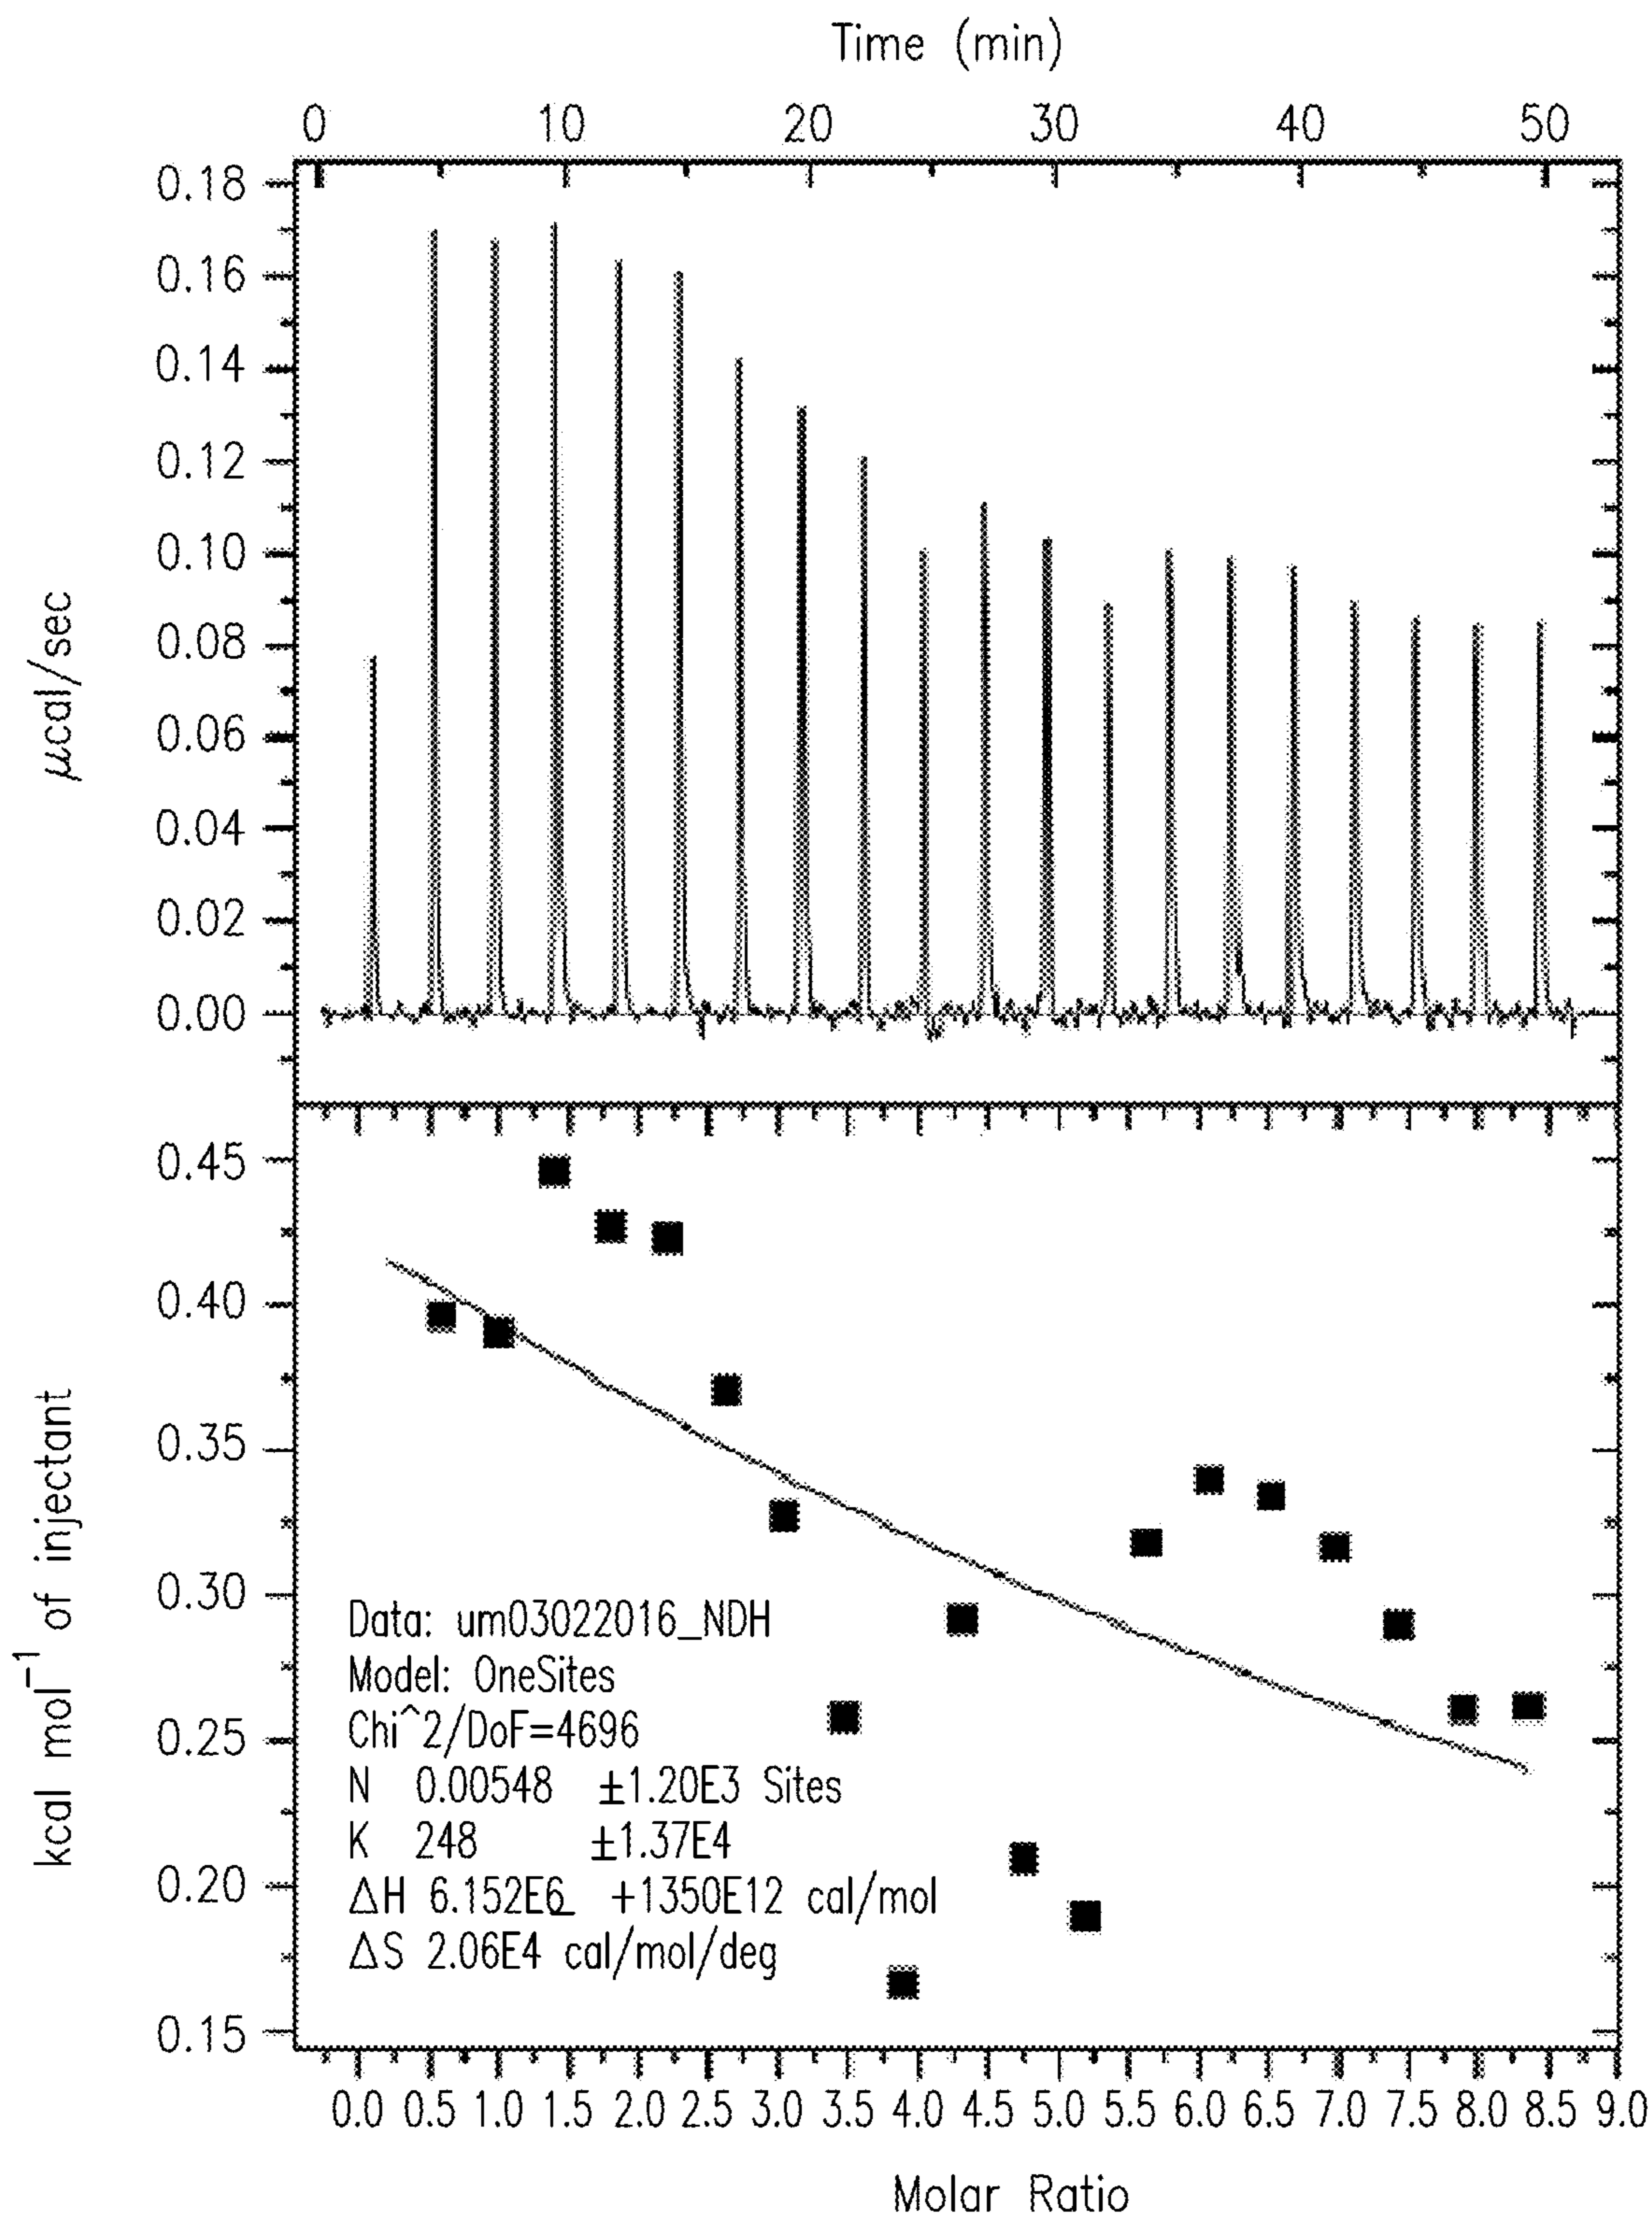 Time (min)
0 10 20 30 40 50
0.18
0.16
0.14
0.12
0.10
0.08
0.06
0.04
0.02
0.00
μcal/sec
0.45
0.40
0.35
0.30
0.25
0.20
0.15
kcal mol⁻¹ of injectant
Data: um03022016_NDH
Model: OneSites
Chi^2/DoF=4696
N 0.00548 ±1.20E3 Sites
K 248 ±1.37E4
ΔH 6.152E6 +1350E12 cal/mol
ΔS 2.06E4 cal/mol/deg
0.0 0.5 1.0 1.5 2.0 2.5 3.0 3.5 4.0 4.5 5.0 5.5 6.0 6.5 7.0 7.5 8.0 8.5 9.0
Molar Ratio